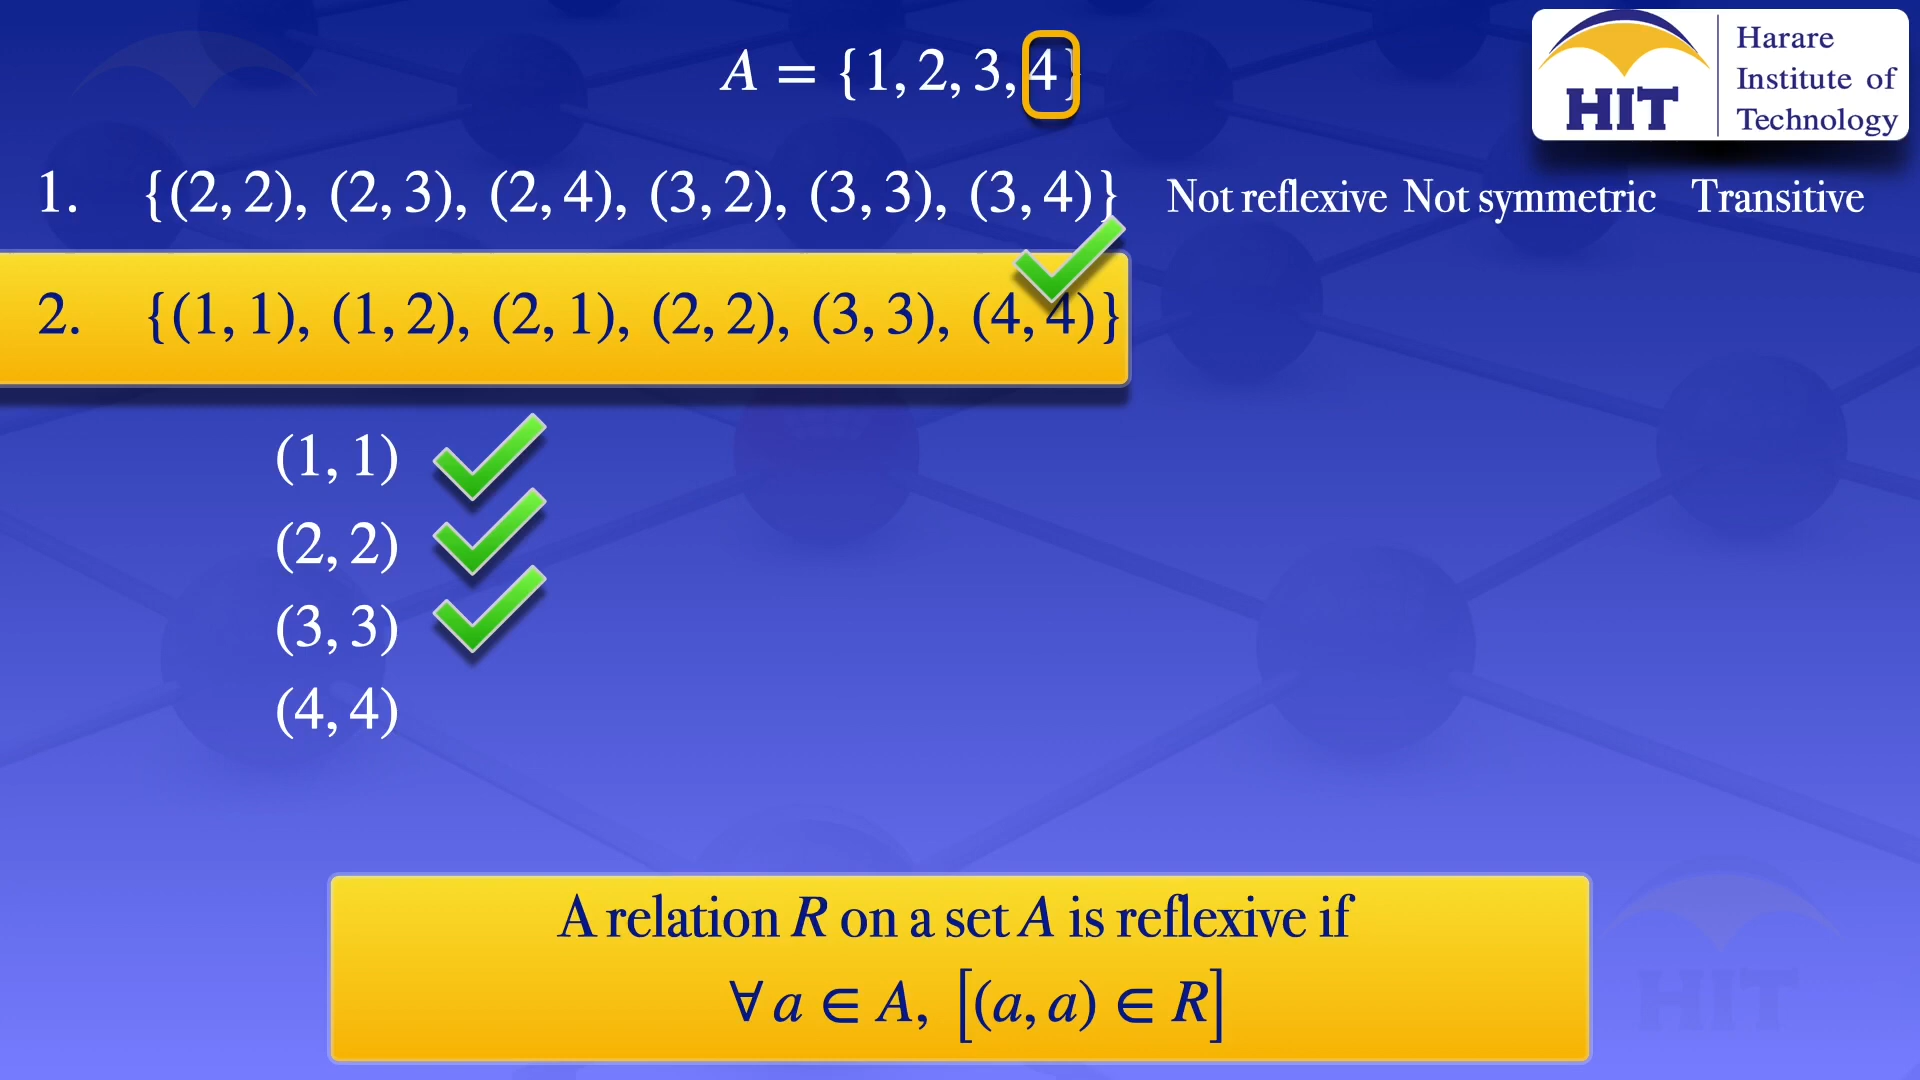 A = {1, 2, 3, 4}
HIT Harare Institute of Technology
1. {(2, 2), (2, 3), (2, 4), (3, 2), (3, 3), (3, 4)} Not reflexive Not symmetric Transitive
2. {(1, 1), (1, 2), (2, 1), (2, 2), (3, 3), (4, 4)}
(1, 1)
(2, 2)
(3, 3)
(4, 4)
A relation R on a set A is reflexive if
∀ a ∈ A, [(a, a) ∈ R]
HIT